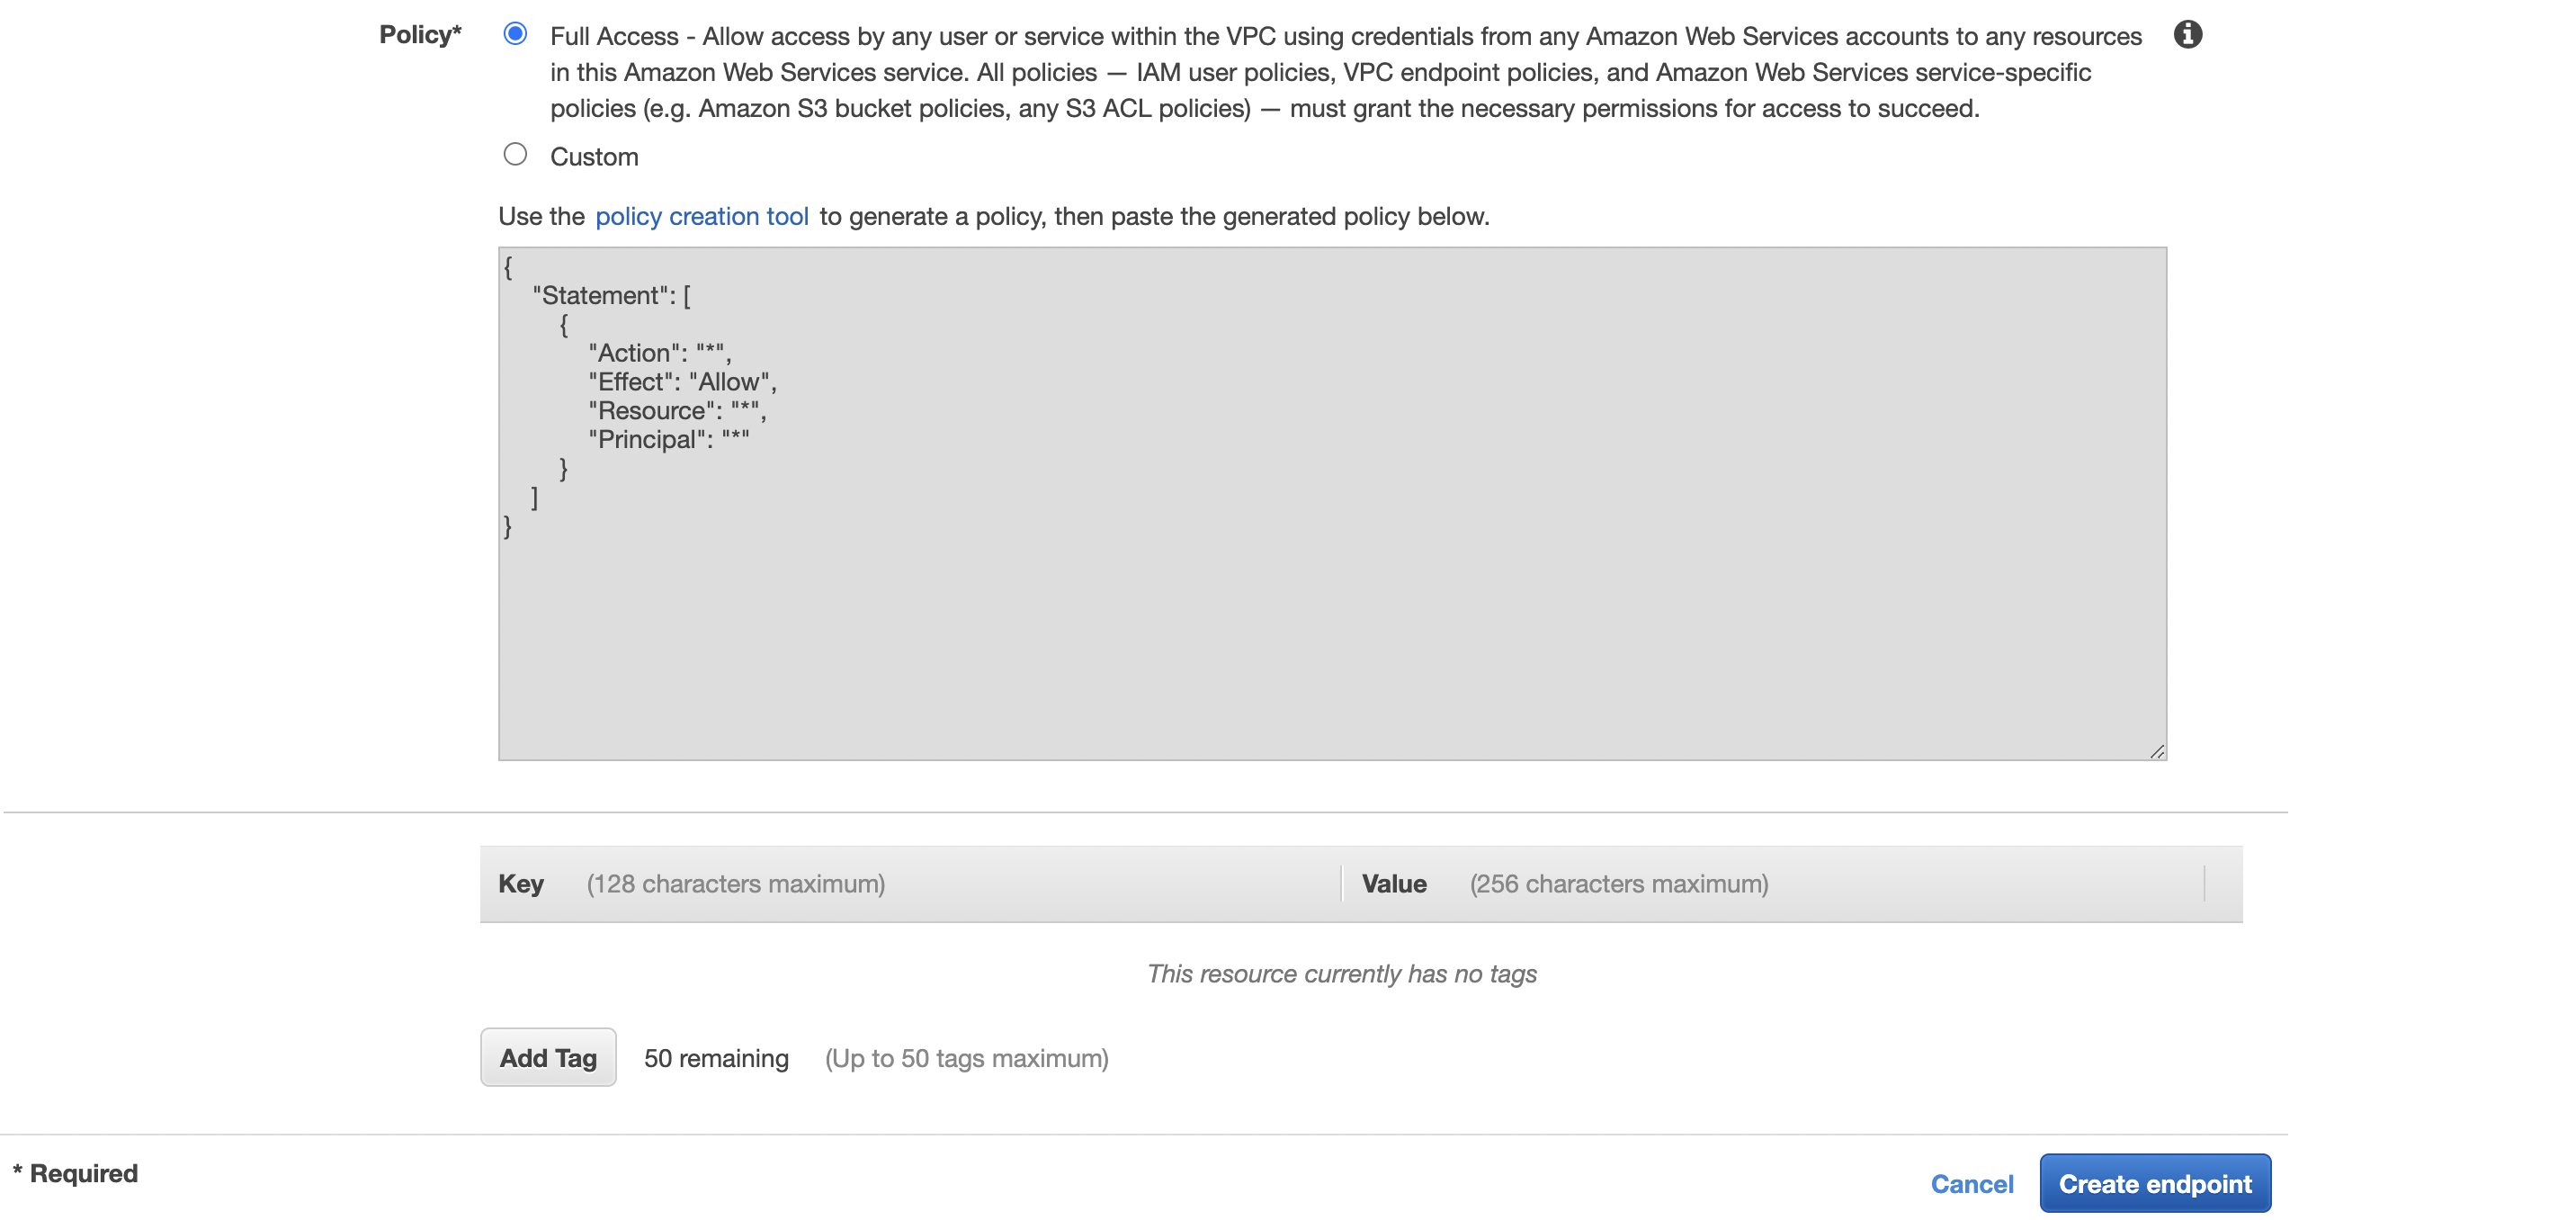 Policy*
Full Access - Allow access by any user or service within the VPC using credentials from any Amazon Web Services accounts to any resources
in this Amazon Web Services service. All policies — IAM user policies, VPC endpoint policies, and Amazon Web Services service-specific
policies (e.g. Amazon S3 bucket policies, any S3 ACL policies) — must grant the necessary permissions for access to succeed.
Custom
Use the policy creation tool to generate a policy, then paste the generated policy below.
{
    "Statement": [
        {
            "Action": "*",
            "Effect": "Allow",
            "Resource": "*",
            "Principal": "*"
        }
    ]
}
Key (128 characters maximum) Value (256 characters maximum)
This resource currently has no tags
Add Tag 50 remaining (Up to 50 tags maximum)
* Required
Cancel Create endpoint